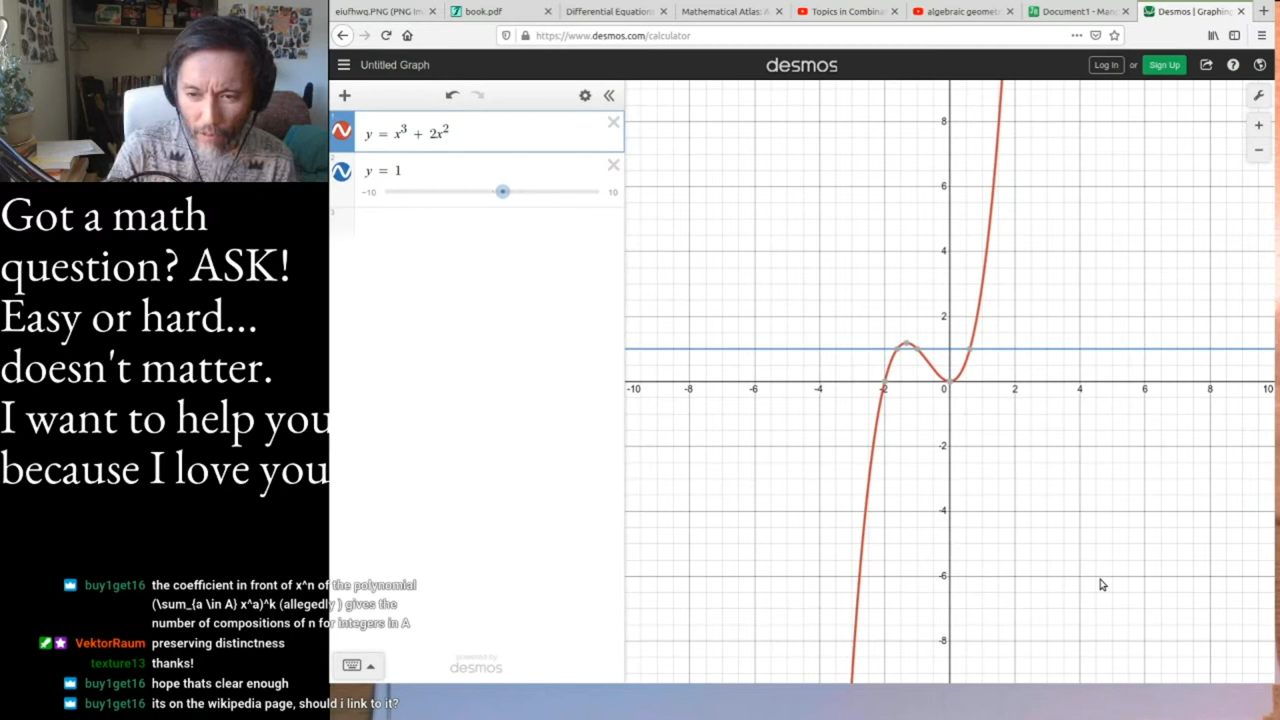 eiufhwq.PNG (PNG Im
book.pdf
Differential Equation
Mathematical Atlas: A
Topics in Combina
algebraic geomet
Document1 - Man
Desmos | Graphing
https://www.desmos.com/calculator
Untitled Graph
desmos
Log In or Sign Up
1
y = x³ + 2x²
2
y = 1
-10 10
3
8
6
4
2
-10 -8 -6 -4 -2 0 2 4 6 8 10
-2
-4
-6
-8
powered by
desmos
Got a math
question? ASK!
Easy or hard...
doesn't matter.
I want to help you
because I love you
buy1get16 the coefficient in front of x^n of the polynomial
(\sum_{a \in A} x^a)^k (allegedly ) gives the
number of compositions of n for integers in A
VektorRaum preserving distinctness
texture13 thanks!
buy1get16 hope thats clear enough
buy1get16 its on the wikipedia page, should i link to it?